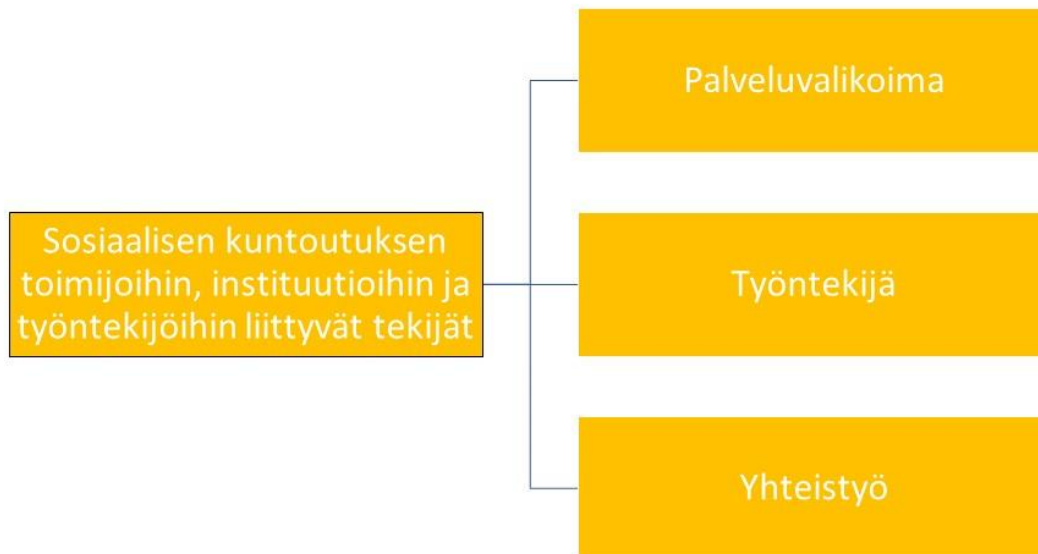 Sosiaalisen kuntoutuksen
toimijoihin, instituutioihin ja
työntekijöihin liittyvät tekijät
Palveluvalikoima
Työntekijä
Yhteistyö